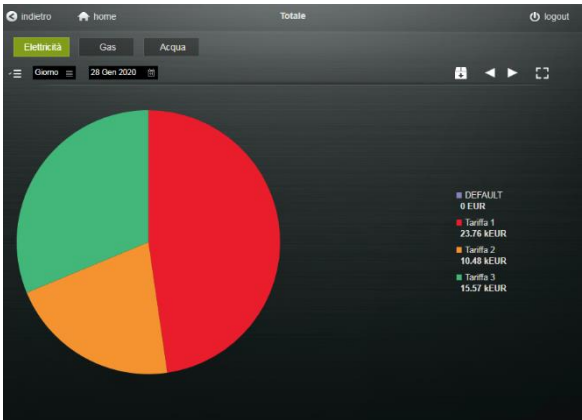 indietro home Totale logout
Elettricità Gas Acqua
Giorno 28 Gen 2020
DEFAULT
0 EUR
Tariffa 1
23.76 kEUR
Tariffa 2
10.48 kEUR
Tariffa 3
15.57 kEUR